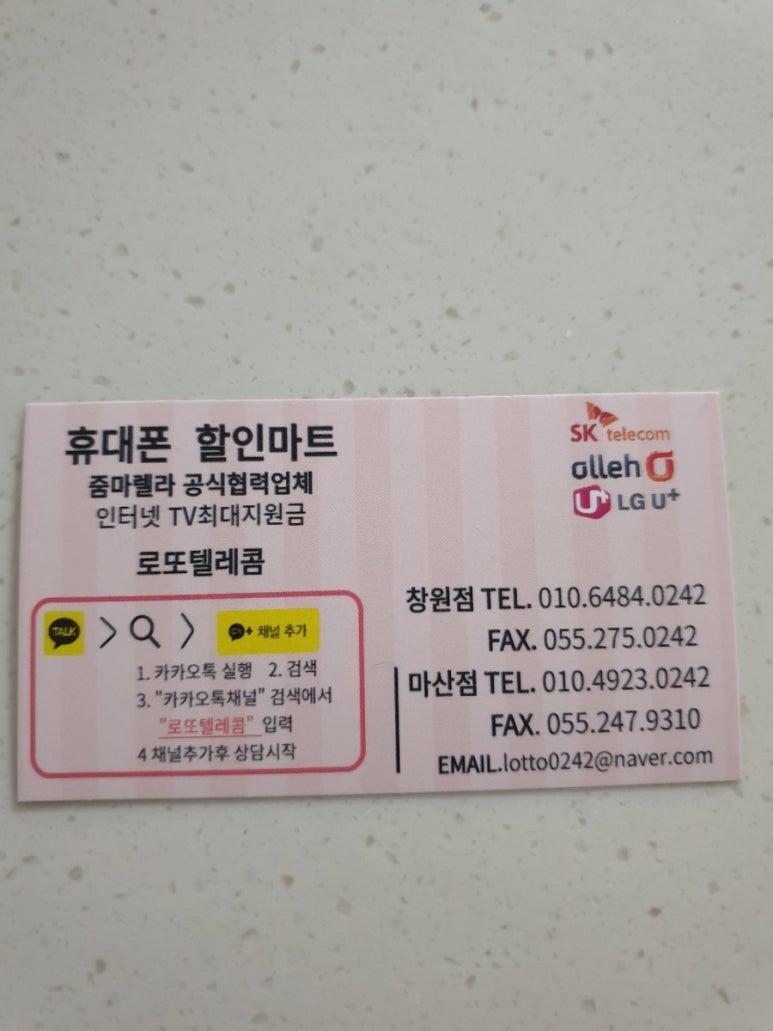 휴대폰 할인마트
줌마렐라 공식협력업체
인터넷 TV최대지원금
로또텔레콤
TALK
Ch+ 채널 추가
1. 카카오톡 실행 2. 검색
3. "카카오톡채널" 검색에서
"로또텔레콤" 입력
4 채널추가후 상담시작
SK telecom
olleh
U+ LG U+
창원점 TEL. 010.6484.0242
FAX. 055.275.0242
마산점 TEL. 010.4923.0242
FAX. 055.247.9310
EMAIL.lotto0242@naver.com